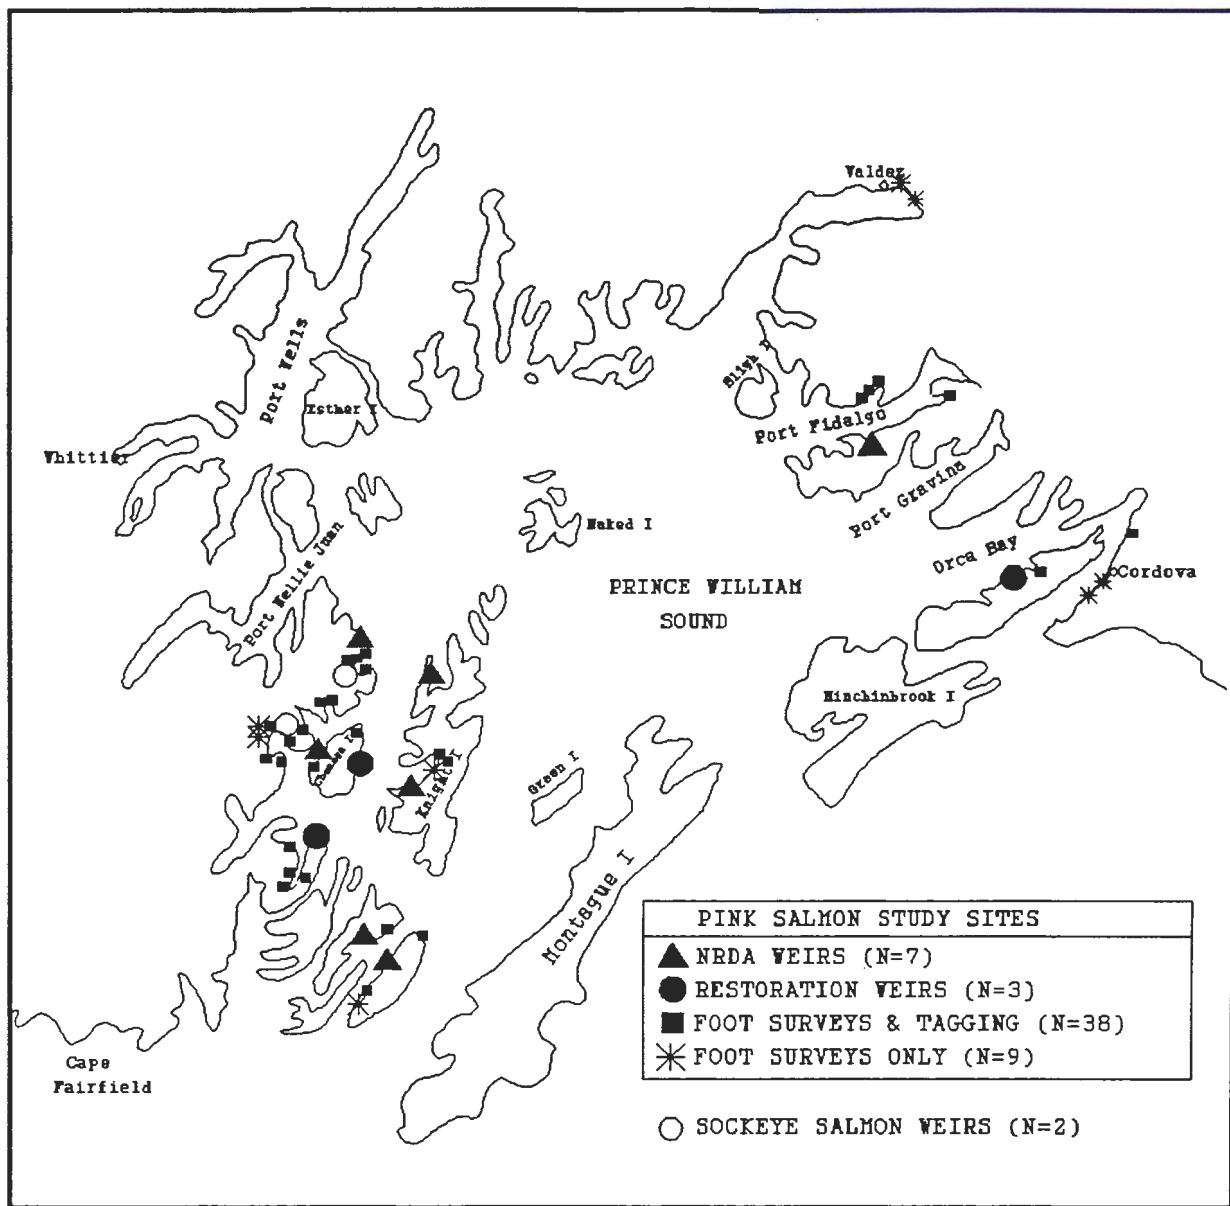 Valdez
Port Wells
Esther I
Bligh I
Port Fidalgo
Whittier
Port Gravina
Naked I
Port Nellie Juan
Orca Bay
Cordova
PRINCE WILLIAM
SOUND
Hinchinbrook I
Chenega I
Knight I
Green I
Montague I
PINK SALMON STUDY SITES
NRDA WEIRS (N=7)
RESTORATION WEIRS (N=3)
FOOT SURVEYS & TAGGING (N=38)
FOOT SURVEYS ONLY (N=9)
SOCKEYE SALMON WEIRS (N=2)
Cape
Fairfield